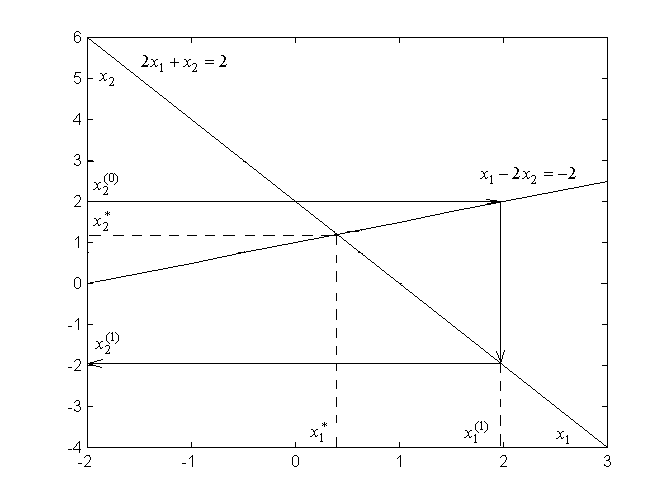 6
2x₁ + x₂ = 2
5
x₂
4
3
x₁ − 2x₂ = −2
x₂⁽⁰⁾
2
x₂*
1
0
-1
x₂⁽¹⁾
-2
-3
x₁* x₁⁽¹⁾ x₁
-4
-2 -1 0 1 2 3